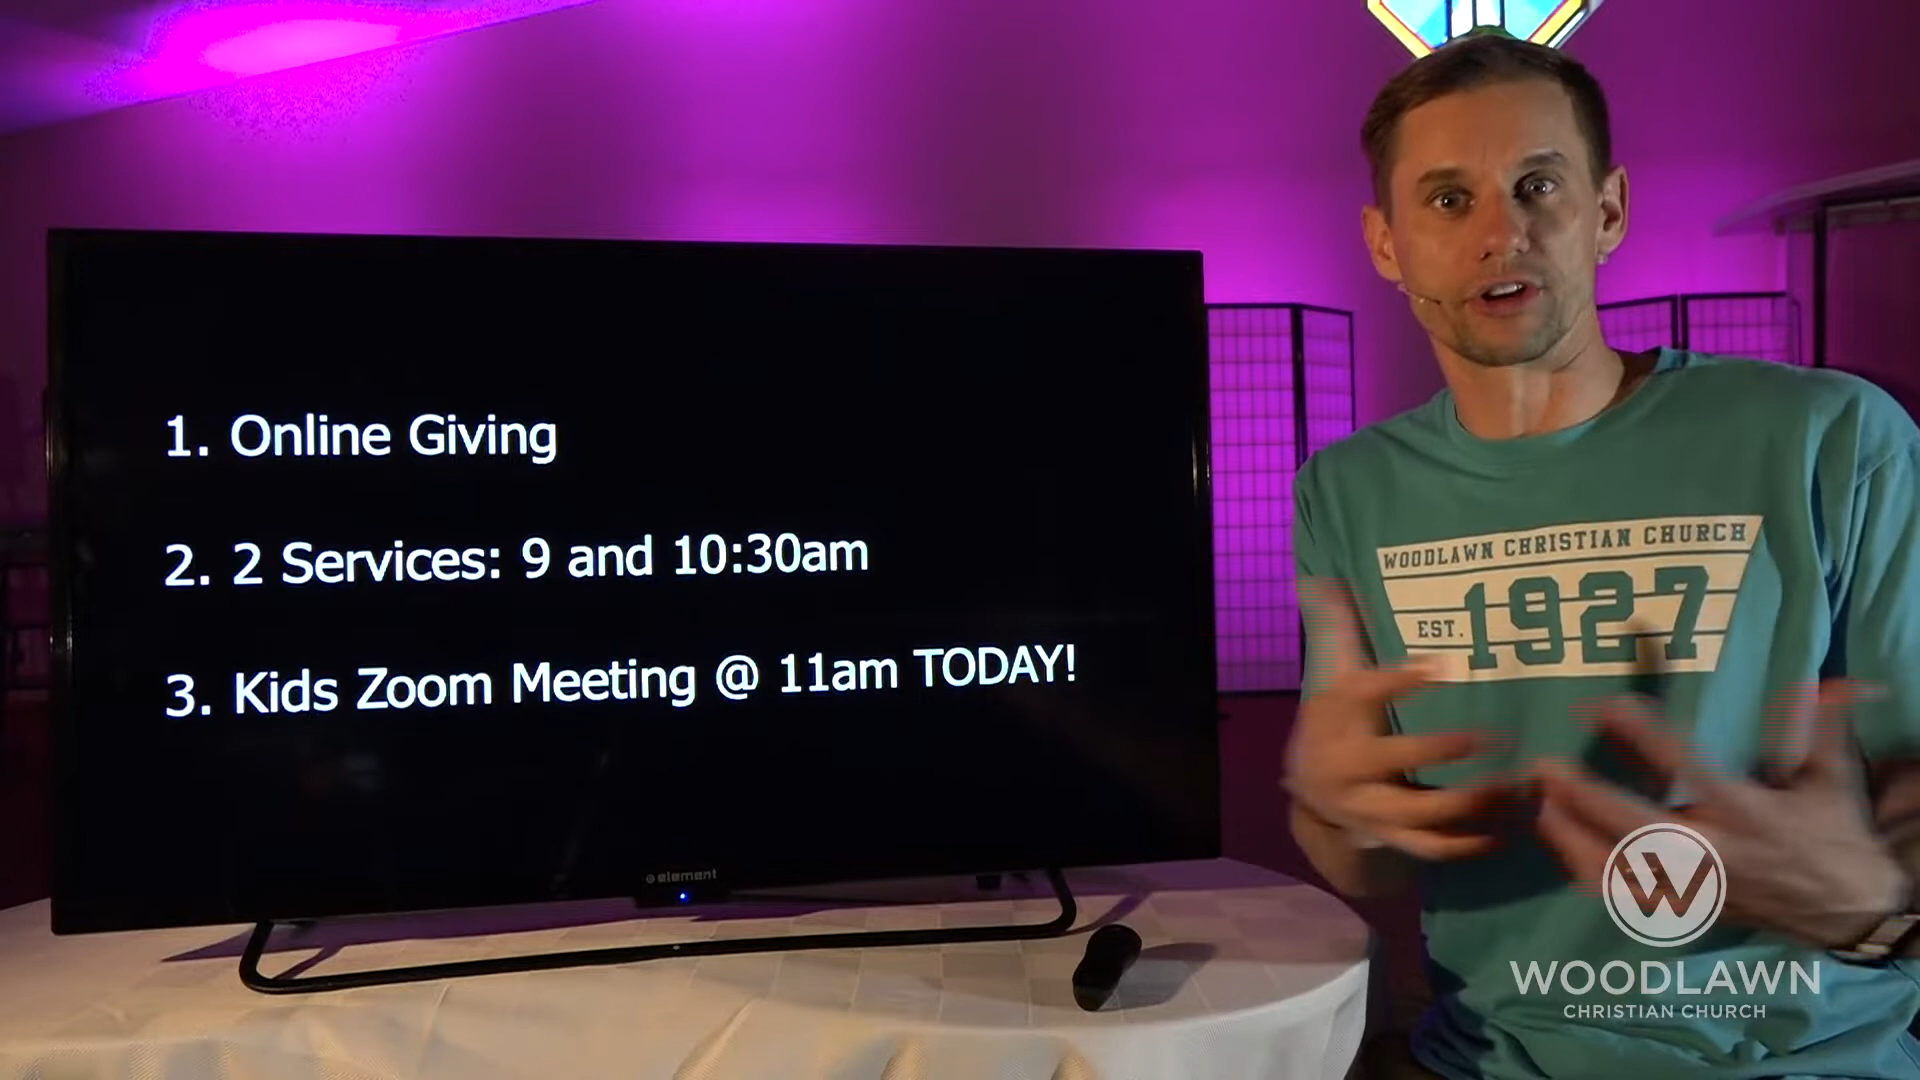 1. Online Giving
2. 2 Services: 9 and 10:30am
3. Kids Zoom Meeting @ 11am TODAY!
element
WOODLAWN CHRISTIAN CHURCH
EST. 1927
W
WOODLAWN
CHRISTIAN CHURCH